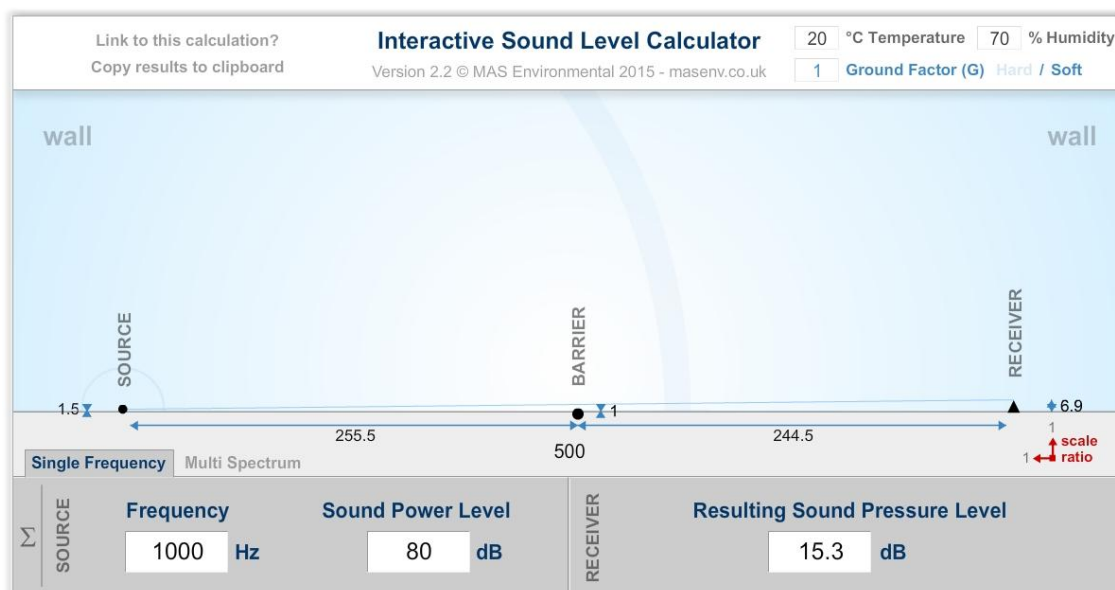 Link to this calculation?
Copy results to clipboard
Interactive Sound Level Calculator
Version 2.2 © MAS Environmental 2015 - masenv.co.uk
20 °C Temperature 70 % Humidity
1 Ground Factor (G) Hard / Soft
wall
wall
SOURCE
BARRIER
RECEIVER
1.5
1
6.9
255.5
244.5
500
1
1
scale
ratio
Single Frequency
Multi Spectrum
Σ
SOURCE
Frequency
1000 Hz
Sound Power Level
80 dB
RECEIVER
Resulting Sound Pressure Level
15.3 dB